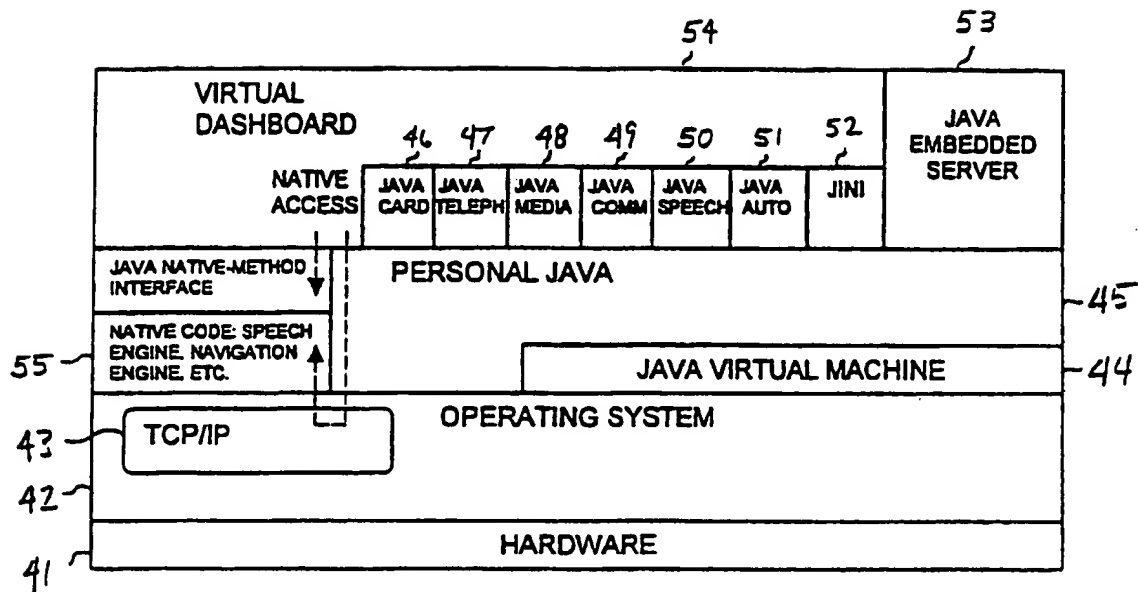 54
53
VIRTUAL
DASHBOARD
JAVA
EMBEDDED
SERVER
46 47 48 49 50 51 52
NATIVE
ACCESS
JAVA
CARD
JAVA
TELEPH
JAVA
MEDIA
JAVA
COMM
JAVA
SPEECH
JAVA
AUTO
JINI
JAVA NATIVE-METHOD
INTERFACE
PERSONAL JAVA
45
NATIVE CODE: SPEECH
ENGINE, NAVIGATION
ENGINE, ETC.
55
JAVA VIRTUAL MACHINE
44
OPERATING SYSTEM
43
TCP/IP
42
HARDWARE
41